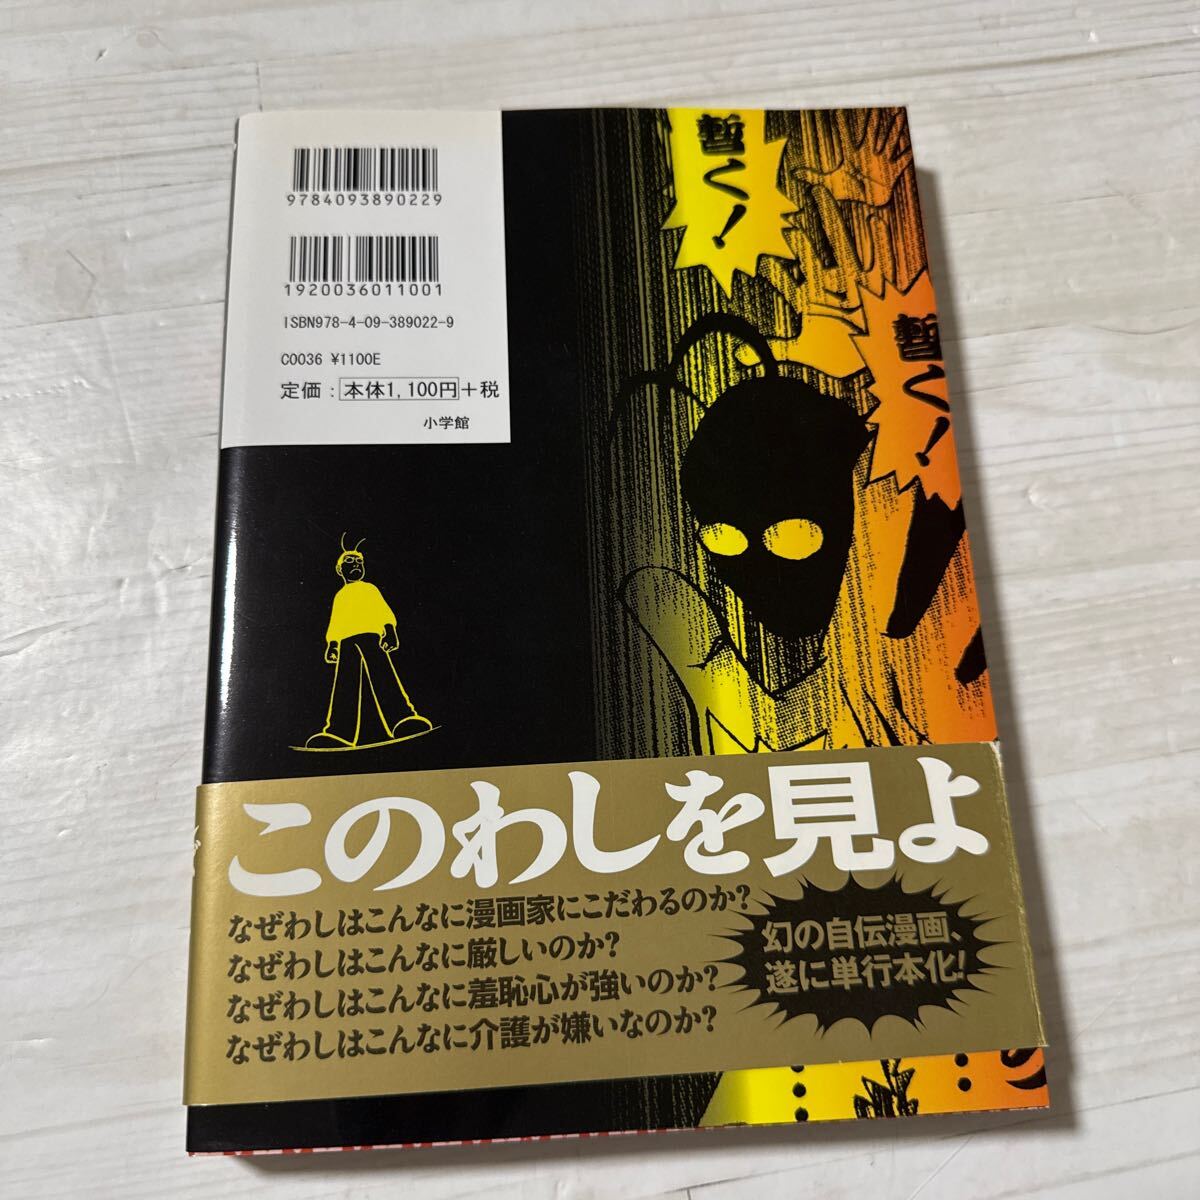 9784093890229
1920036011001
ISBN978-4-09-389022-9
C0036 ¥1100E
定価：本体1,100円+税
小学館
暫く！
暫く！
このわしを見よ
なぜわしはこんなに漫画家にこだわるのか？
なぜわしはこんなに厳しいのか？
なぜわしはこんなに羞恥心が強いのか？
なぜわしはこんなに介護が嫌いなのか？
幻の自伝漫画、
遂に単行本化！